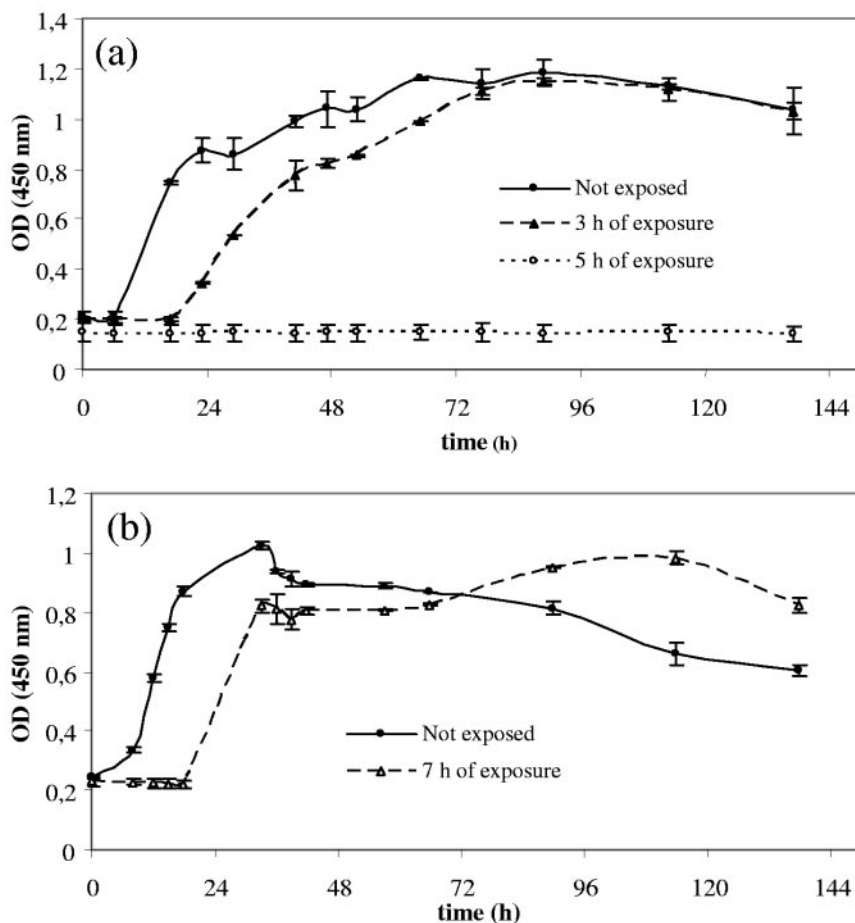 (a)
1,4
1,2
1
0,8
0,6
0,4
0,2
0
OD (450 nm)
Not exposed
3 h of exposure
5 h of exposure
0 24 48 72 96 120 144
time (h)
(b)
1,2
1
0,8
0,6
0,4
0,2
0
OD (450 nm)
Not exposed
7 h of exposure
0 24 48 72 96 120 144
time (h)